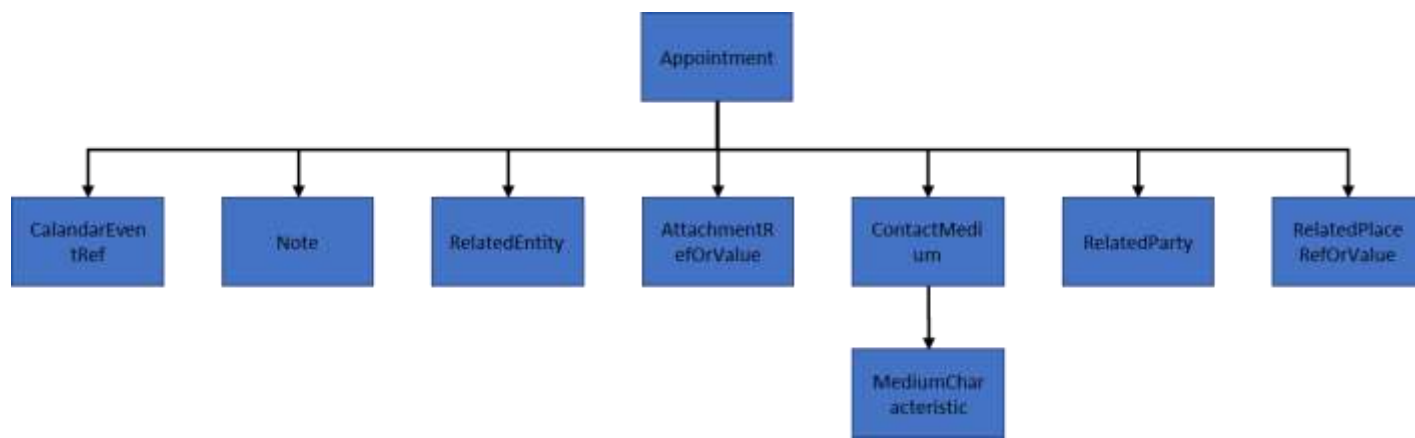 Appointment
CalandarEven
tRef
Note
RelatedEntity
AttachmentR
efOrValue
ContactMedi
um
RelatedParty
RelatedPlace
RefOrValue
MediumChar
acteristic